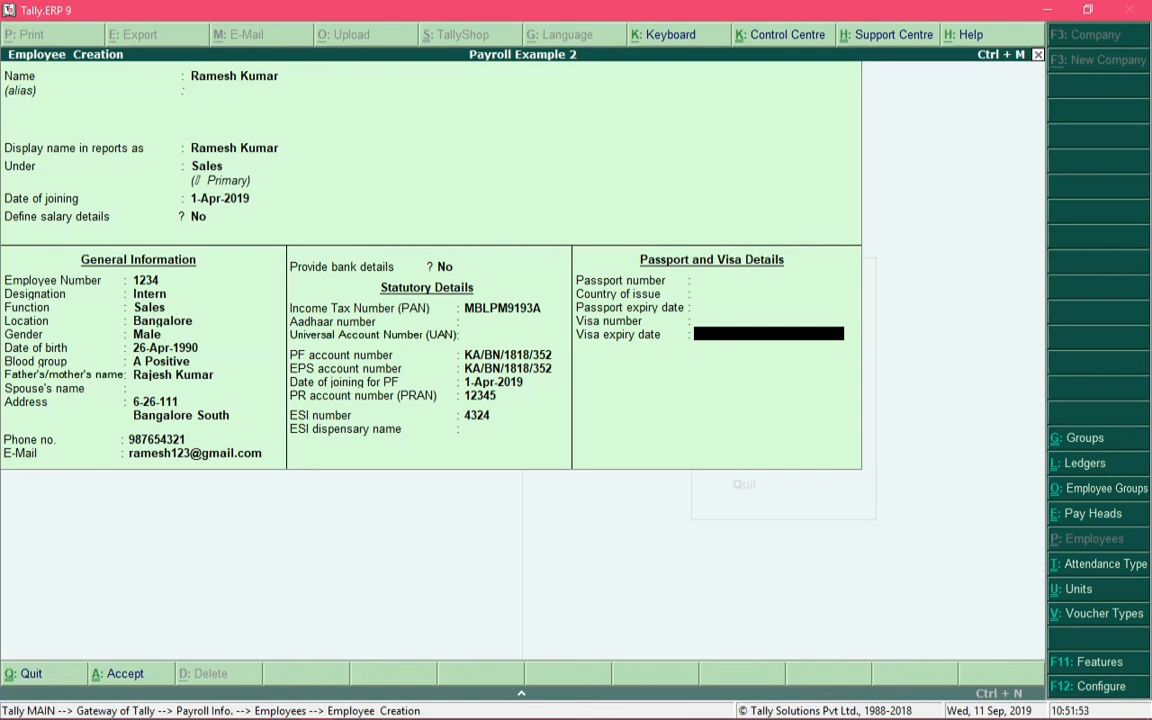 Tally.ERP 9
P: Print E: Export M: E-Mail O: Upload S: TallyShop G: Language K: Keyboard K: Control Centre H: Support Centre H: Help
F3: Company
Employee Creation Payroll Example 2 Ctrl + M
F3: New Company
Name : Ramesh Kumar
(alias) :
Display name in reports as : Ramesh Kumar
Under : Sales
Primary)
Date of joining : 1-Apr-2019
Define salary details ? No
General Information
Employee Number : 1234
Designation : Intern
Function : Sales
Location : Bangalore
Gender : Male
Date of birth : 26-Apr-1990
Blood group : A Positive
Father's/mother's name: Rajesh Kumar
Spouse's name :
Address : 6-26-111
Bangalore South
Phone no. : 987654321
E-Mail : ramesh123@gmail.com
Provide bank details ? No
Statutory Details
Income Tax Number (PAN) : MBLPM9193A
Aadhaar number :
Universal Account Number (UAN):
PF account number : KA/BN/1818/352
EPS account number : KA/BN/1818/352
Date of joining for PF : 1-Apr-2019
PR account number (PRAN) : 12345
ESI number : 4324
ESI dispensary name :
Passport and Visa Details
Passport number :
Country of issue :
Passport expiry date :
Visa number :
Visa expiry date :
Quit
G: Groups
L: Ledgers
O: Employee Groups
E: Pay Heads
P: Employees
T: Attendance Type
U: Units
V: Voucher Types
F11: Features
F12: Configure
Q: Quit A: Accept D: Delete
Ctrl + N
Tally MAIN --> Gateway of Tally --> Payroll Info. --> Employees --> Employee Creation © Tally Solutions Pvt Ltd., 1988-2018 Wed, 11 Sep, 2019 10:51:53